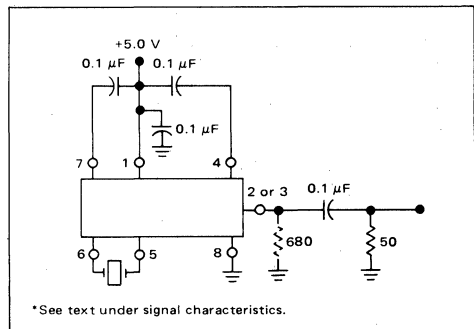 +5.0 V
0.1 µF
0.1 µF
0.1 µF
7
1
4
2 or 3
0.1 µF
680
50
6
5
8
*See text under signal characteristics.